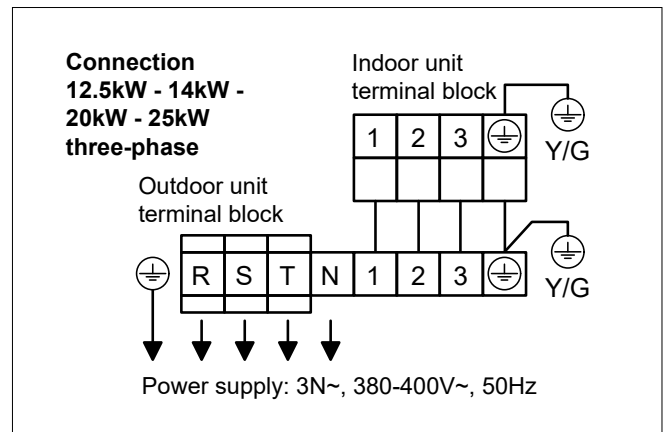 Connection
12.5kW - 14kW -
20kW - 25kW
three-phase
Indoor unit
terminal block
1 2 3
Y/G
Outdoor unit
terminal block
R S T N 1 2 3
Y/G
Power supply: 3N~, 380-400V~, 50Hz